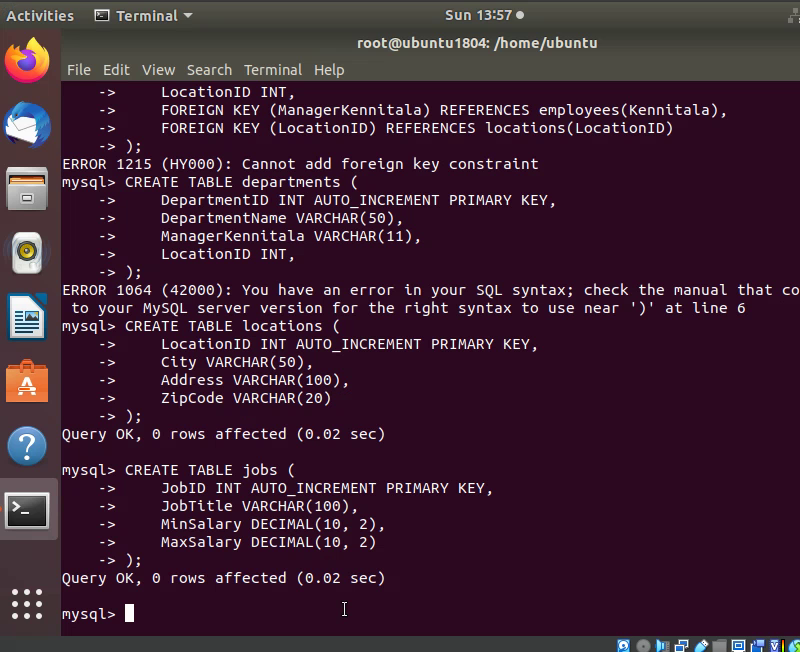 Activities Terminal Sun 13:57
root@ubuntu1804: /home/ubuntu
File Edit View Search Terminal Help
-> LocationID INT,
-> FOREIGN KEY (ManagerKennitala) REFERENCES employees(Kennitala),
-> FOREIGN KEY (LocationID) REFERENCES locations(LocationID)
-> );
ERROR 1215 (HY000): Cannot add foreign key constraint
mysql> CREATE TABLE departments (
-> DepartmentID INT AUTO_INCREMENT PRIMARY KEY,
-> DepartmentName VARCHAR(50),
-> ManagerKennitala VARCHAR(11),
-> LocationID INT,
-> );
ERROR 1064 (42000): You have an error in your SQL syntax; check the manual that co
to your MySQL server version for the right syntax to use near ')' at line 6
mysql> CREATE TABLE locations (
-> LocationID INT AUTO_INCREMENT PRIMARY KEY,
-> City VARCHAR(50),
-> Address VARCHAR(100),
-> ZipCode VARCHAR(20)
-> );
Query OK, 0 rows affected (0.02 sec)
mysql> CREATE TABLE jobs (
-> JobID INT AUTO_INCREMENT PRIMARY KEY,
-> JobTitle VARCHAR(100),
-> MinSalary DECIMAL(10, 2),
-> MaxSalary DECIMAL(10, 2)
-> );
Query OK, 0 rows affected (0.02 sec)
mysql>